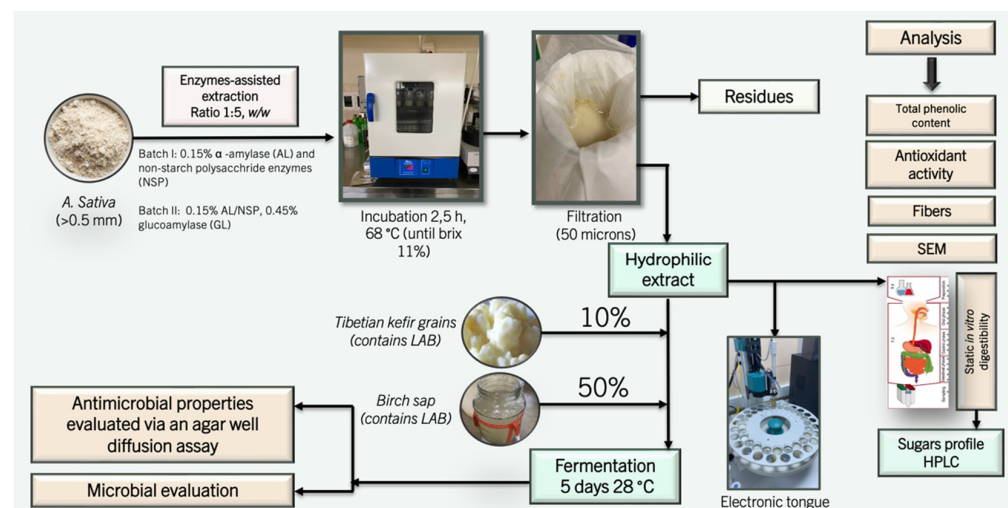 Enzymes-assisted
extraction
Ratio 1:5, w/w
Batch I: 0.15% α -amylase (AL) and
non-starch polysaccride enzymes
(NSP)
Batch II: 0.15% AL/NSP, 0.45%
glucoamylase (GL)
A. Sativa
(>0.5 mm)
Incubation 2,5 h,
68 °C (until brix
11%)
Filtration
(50 microns)
Residues
Hydrophilic
extract
Tibetian kefir grains
(contains LAB)
10%
Birch sap
(contains LAB)
50%
Fermentation
5 days 28 °C
Antimicrobial properties
evaluated via an agar well
diffusion assay
Microbial evaluation
Electronic tongue
Analysis
Total phenolic
content
Antioxidant
activity
Fibers
SEM
Static in vitro
digestibility
Sugars profile
HPLC